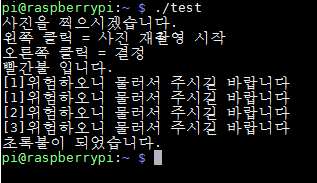 pi@raspberrypi:~ $ ./test
사진을 찍으시겠습니다.
왼쪽 클릭 = 사진 재촬영 시작
오른쪽 클릭 = 결정
빨간불 입니다.
[1]위험하오니 물러서 주시길 바랍니다
[1]위험하오니 물러서 주시길 바랍니다
[2]위험하오니 물러서 주시길 바랍니다
[3]위험하오니 물러서 주시길 바랍니다
초록불이 되었습니다.
pi@raspberrypi:~ $